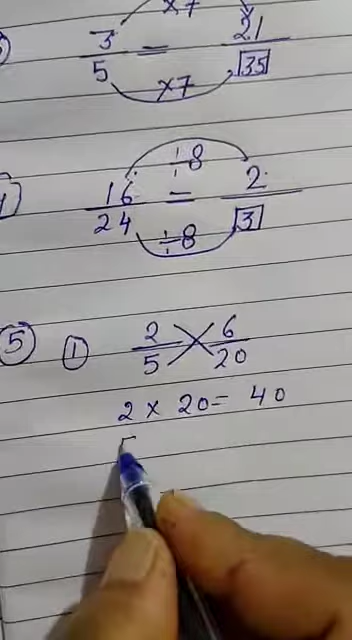 ×7
3/5 = 21/35
×7
÷8
16/24 = 2/3
÷8
5 1 2/5 6/20
2 × 20 = 40